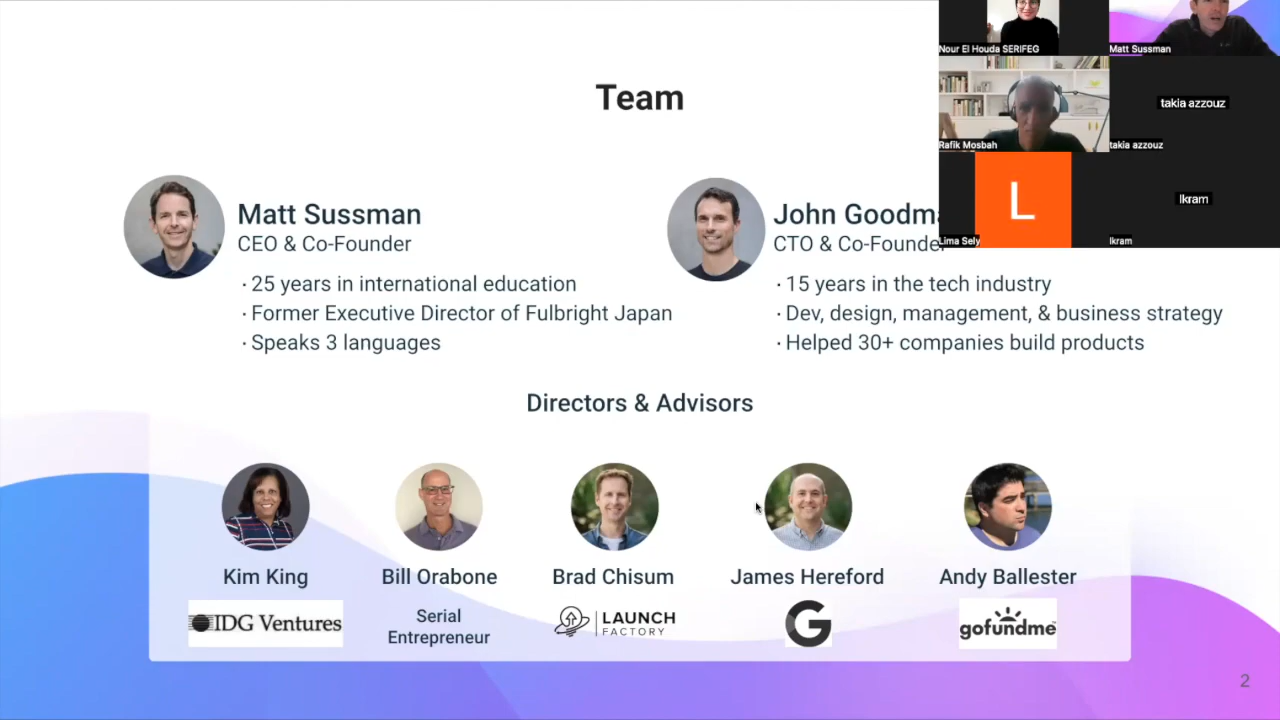 Team
Matt Sussman
CEO & Co-Founder
· 25 years in international education
· Former Executive Director of Fulbright Japan
· Speaks 3 languages
John Goodm
CTO & Co-Founder
· 15 years in the tech industry
· Dev, design, management, & business strategy
· Helped 30+ companies build products
Directors & Advisors
Kim King
IDG Ventures
Bill Orabone
Serial
Entrepreneur
Brad Chisum
LAUNCH
FACTORY
James Hereford
G
Andy Ballester
gofundme
2
Nour El Houda SERIFEG
Matt Sussman
Rafik Mosbah
takia azzouz
takia azzouz
L
Lima Sely
Ikram
Ikram